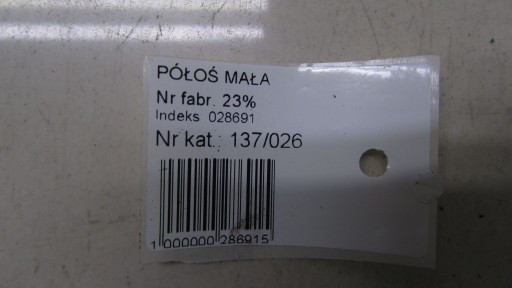 PÓŁOŚ MAŁA
Nr fabr. 23%
Indeks 028691
Nr kat.: 137/026
1 000000 286915